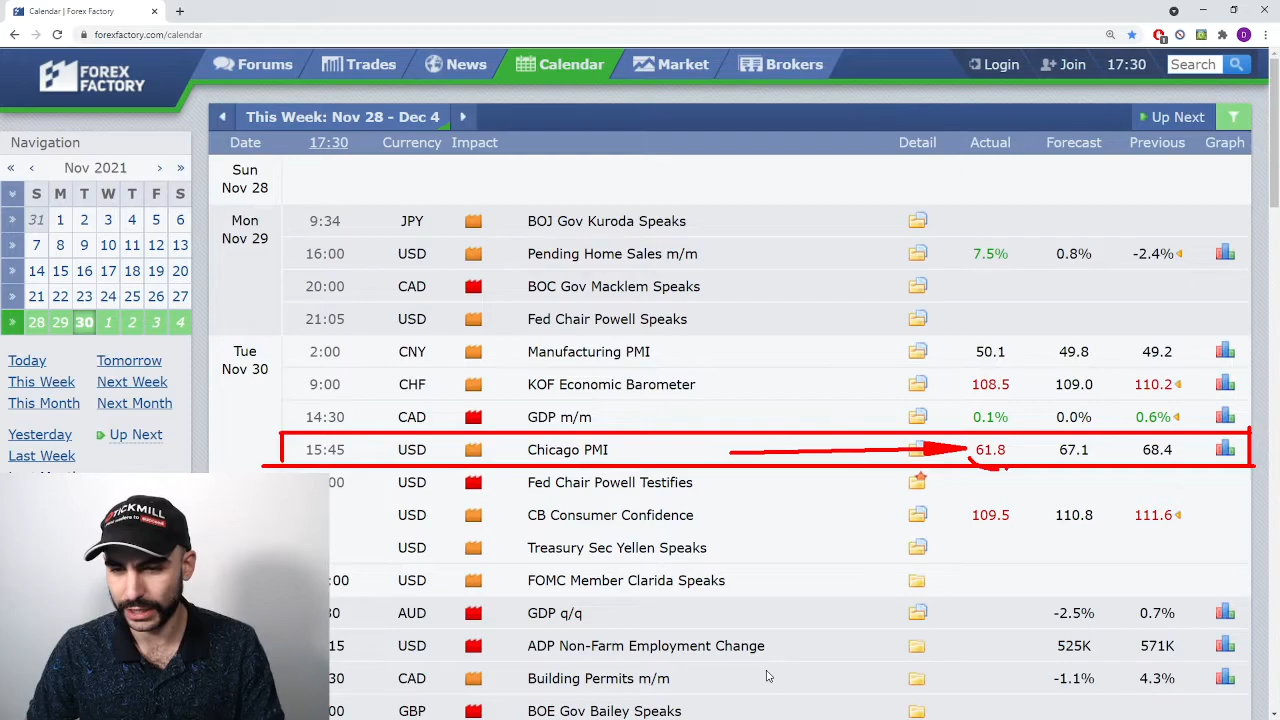 Calendar | Forex Factory
forexfactory.com/calendar
1
D
FOREX FACTORY
Forums Trades News Calendar Market Brokers Login Join 17:30 Search
This Week: Nov 28 - Dec 4 Up Next
Navigation
Nov 2021
S M T W T F S
31 1 2 3 4 5 6
7 8 9 10 11 12 13
14 15 16 17 18 19 20
21 22 23 24 25 26 27
28 29 30 1 2 3 4
Today Tomorrow
This Week Next Week
This Month Next Month
Yesterday Up Next
Last Week
Date 17:30 Currency Impact Detail Actual Forecast Previous Graph
Sun
Nov 28
Mon
Nov 29
9:34 JPY BOJ Gov Kuroda Speaks
16:00 USD Pending Home Sales m/m 7.5% 0.8% -2.4%
20:00 CAD BOC Gov Macklem Speaks
21:05 USD Fed Chair Powell Speaks
Tue
Nov 30
2:00 CNY Manufacturing PMI 50.1 49.8 49.2
9:00 CHF KOF Economic Barometer 108.5 109.0 110.2
14:30 CAD GDP m/m 0.1% 0.0% 0.6%
15:45 USD Chicago PMI 61.8 67.1 68.4
:00 USD Fed Chair Powell Testifies
USD CB Consumer Confidence 109.5 110.8 111.6
USD Treasury Sec Yellen Speaks
:00 USD FOMC Member Clarida Speaks
30 AUD GDP q/q -2.5% 0.7%
15 USD ADP Non-Farm Employment Change 525K 571K
30 CAD Building Permits m/m -1.1% 4.3%
00 GBP BOE Gov Bailey Speaks
TICKMILL